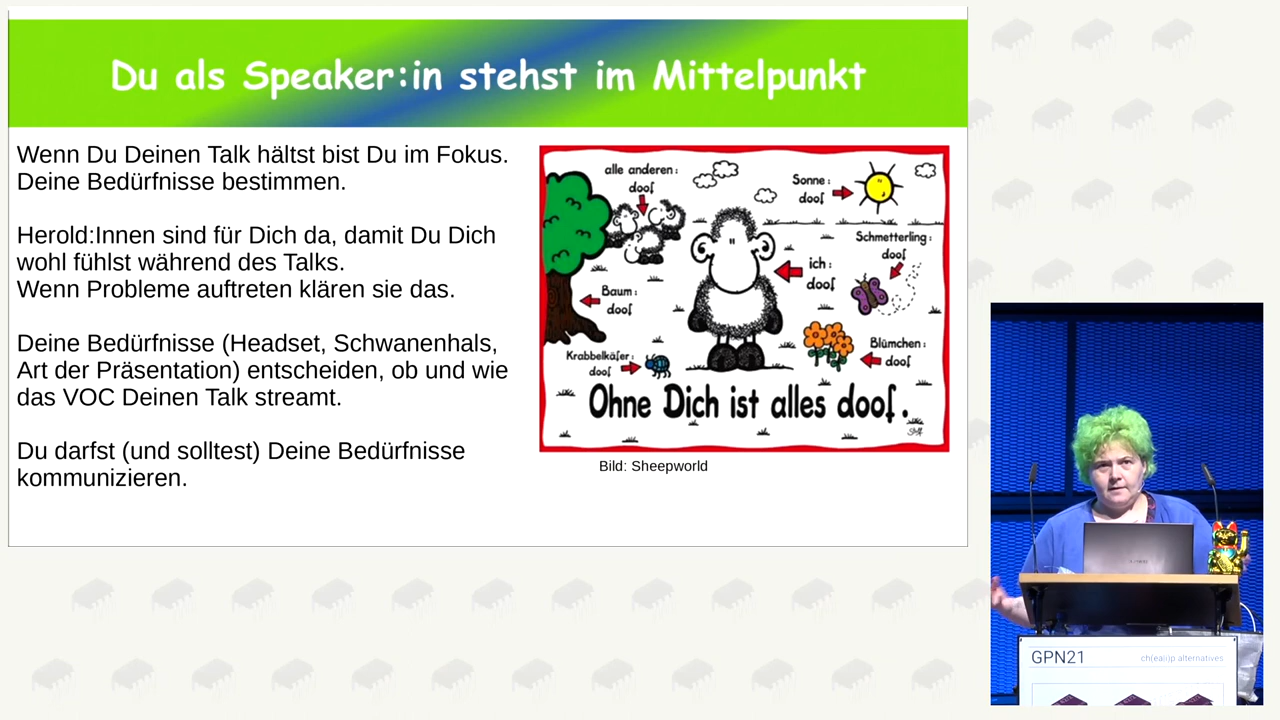 Du als Speaker:in stehst im Mittelpunkt
Wenn Du Deinen Talk hältst bist Du im Fokus.
Deine Bedürfnisse bestimmen.
Herold:Innen sind für Dich da, damit Du Dich
wohl fühlst während des Talks.
Wenn Probleme auftreten klären sie das.
Deine Bedürfnisse (Headset, Schwanenhals,
Art der Präsentation) entscheiden, ob und wie
das VOC Deinen Talk streamt.
Du darfst (und solltest) Deine Bedürfnisse
kommunizieren.
alle anderen:
doof
Sonne:
doof
Schmetterling:
doof
ich:
doof
Baum:
doof
Blümchen:
doof
Krabbelkäfer:
doof
Ohne Dich ist alles doof.
Bild: Sheepworld
GPN21
ch(ea(i)p alternatives